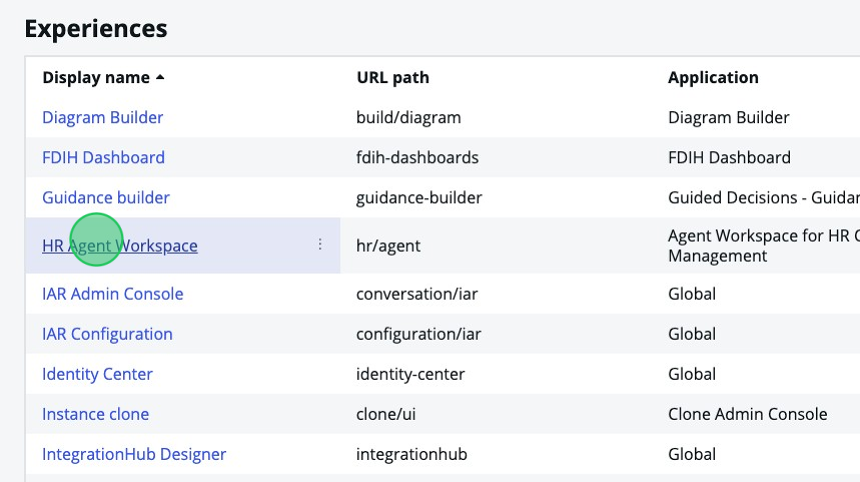 Experiences
Display name URL path Application
Diagram Builder build/diagram Diagram Builder
FDIH Dashboard fdih-dashboards FDIH Dashboard
Guidance builder guidance-builder Guided Decisions - Guidan
HR Agent Workspace hr/agent Agent Workspace for HR C
Management
IAR Admin Console conversation/iar Global
IAR Configuration configuration/iar Global
Identity Center identity-center Global
Instance clone clone/ui Clone Admin Console
IntegrationHub Designer integrationhub Global